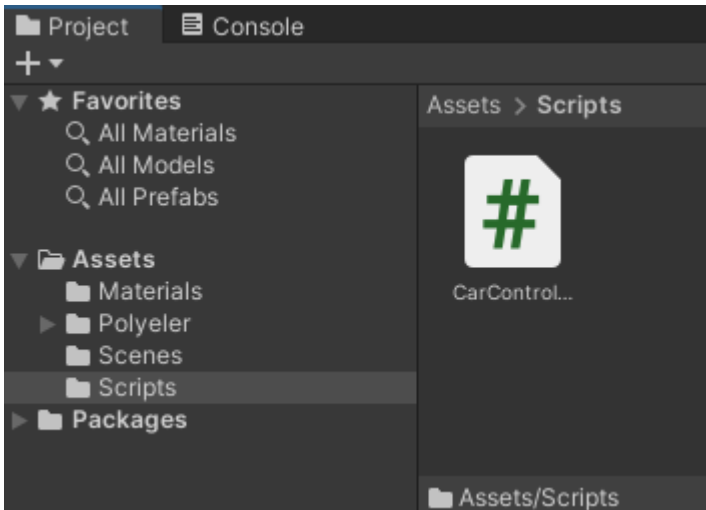 Project
Console
Favorites
All Materials
All Models
All Prefabs
Assets
Materials
Polyeler
Scenes
Scripts
Packages
Assets > Scripts
#
CarControl...
Assets/Scripts